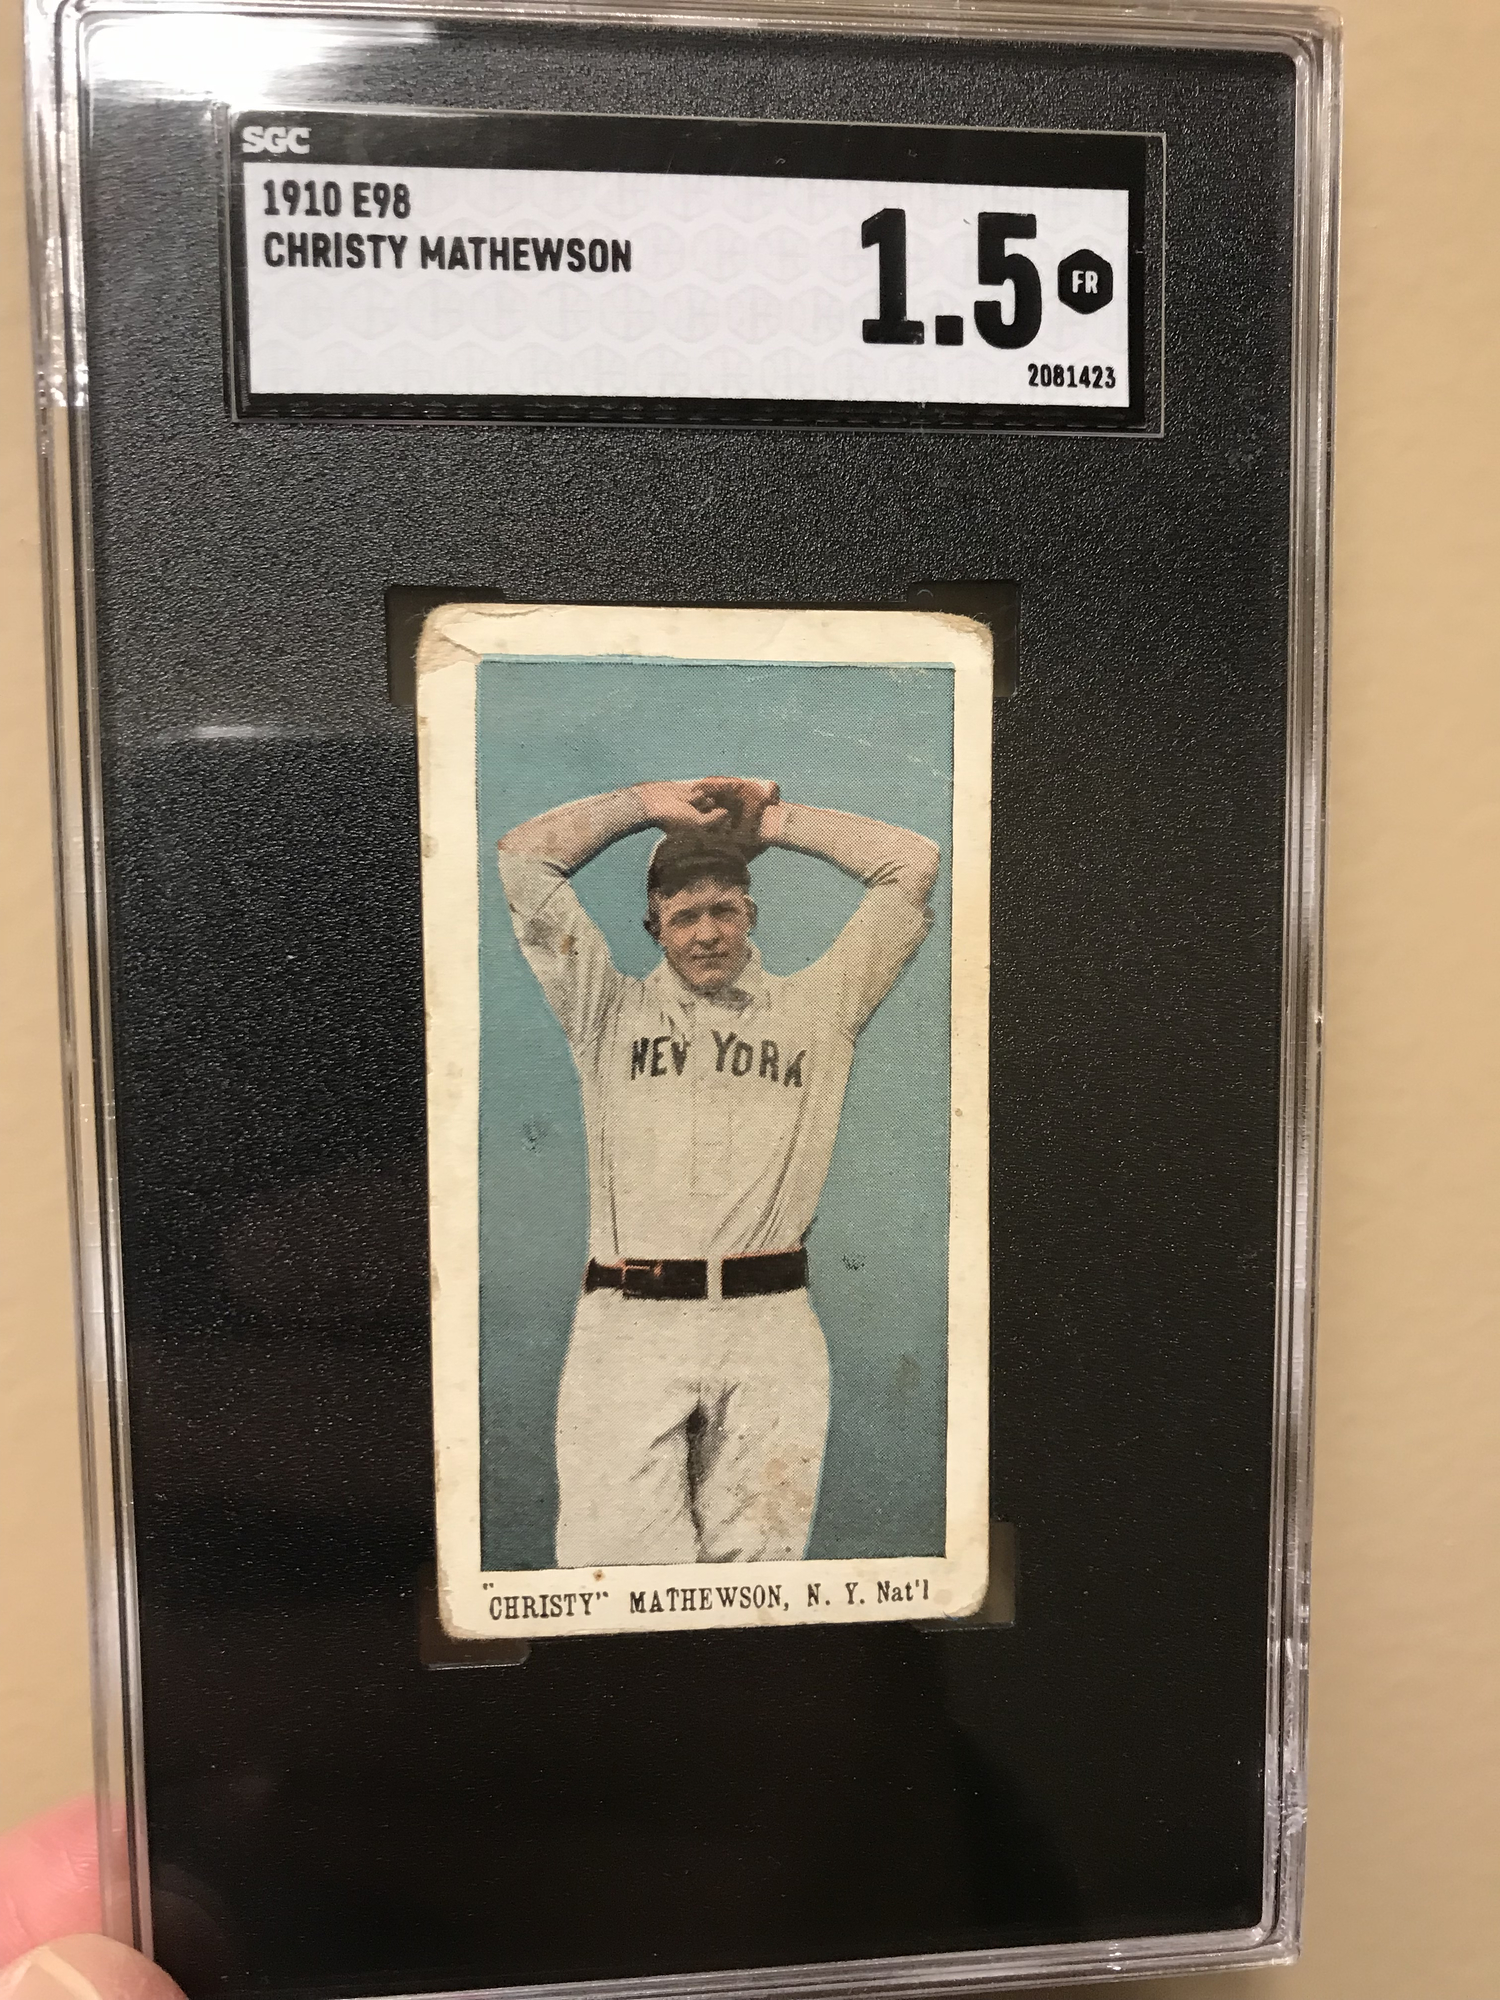 SGC
1910 E98
CHRISTY MATHEWSON
1.5 FR
2081423
NEW YORK
"CHRISTY" MATHEWSON, N. Y. Nat'l